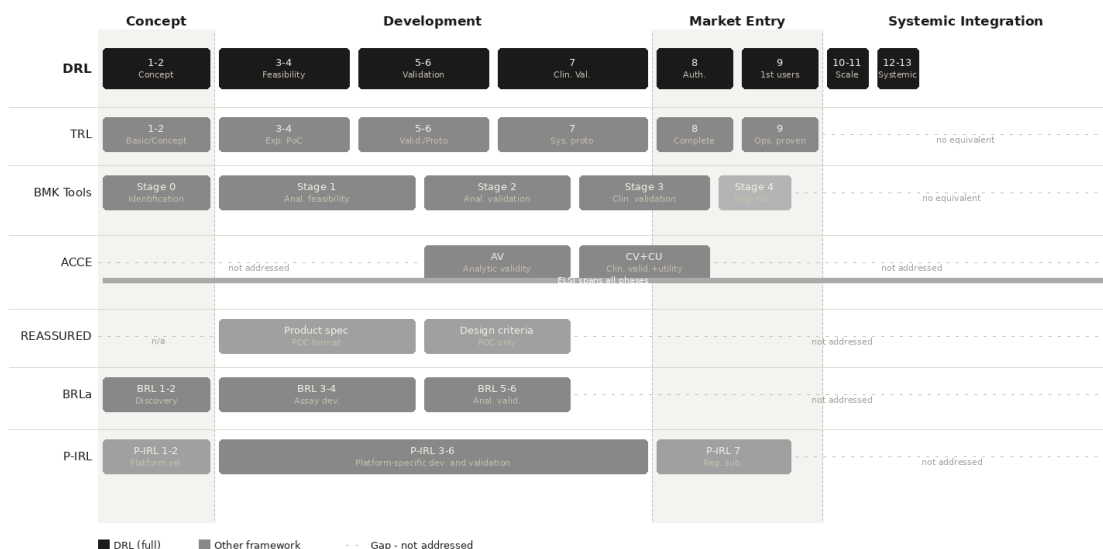 Concept Development Market Entry Systemic Integration
DRL
1-2 3-4 5-6 7 8 9 10-11 12-13
Concept Feasibility Validation Clin. Val. Auth. 1st users Scale Systemic
TRL
1-2 3-4 5-6 7 8 9
Basic/Concept Exp. PoC Valid./Proto Sys. proto Complete Ops. proven no equivalent
BMK Tools
Stage 0 Stage 1 Stage 2 Stage 3 Stage 4
Identification Anal. feasibility Anal. validation Clin. validation Reg. sub. no equivalent
ACCE
AV CV+CU
not addressed Analytic validity Clin. valid.+utility not addressed
ELSI spans all phases
REASSURED
Product spec Design criteria
n/a POC format POC only not addressed
BRLa
BRL 1-2 BRL 3-4 BRL 5-6
Discovery Assay dev. Anal. valid. not addressed
P-IRL
P-IRL 1-2 P-IRL 3-6 P-IRL 7
Platform sel. Platform-specific dev. and validation Reg. sub. not addressed
DRL (full) Other framework Gap - not addressed